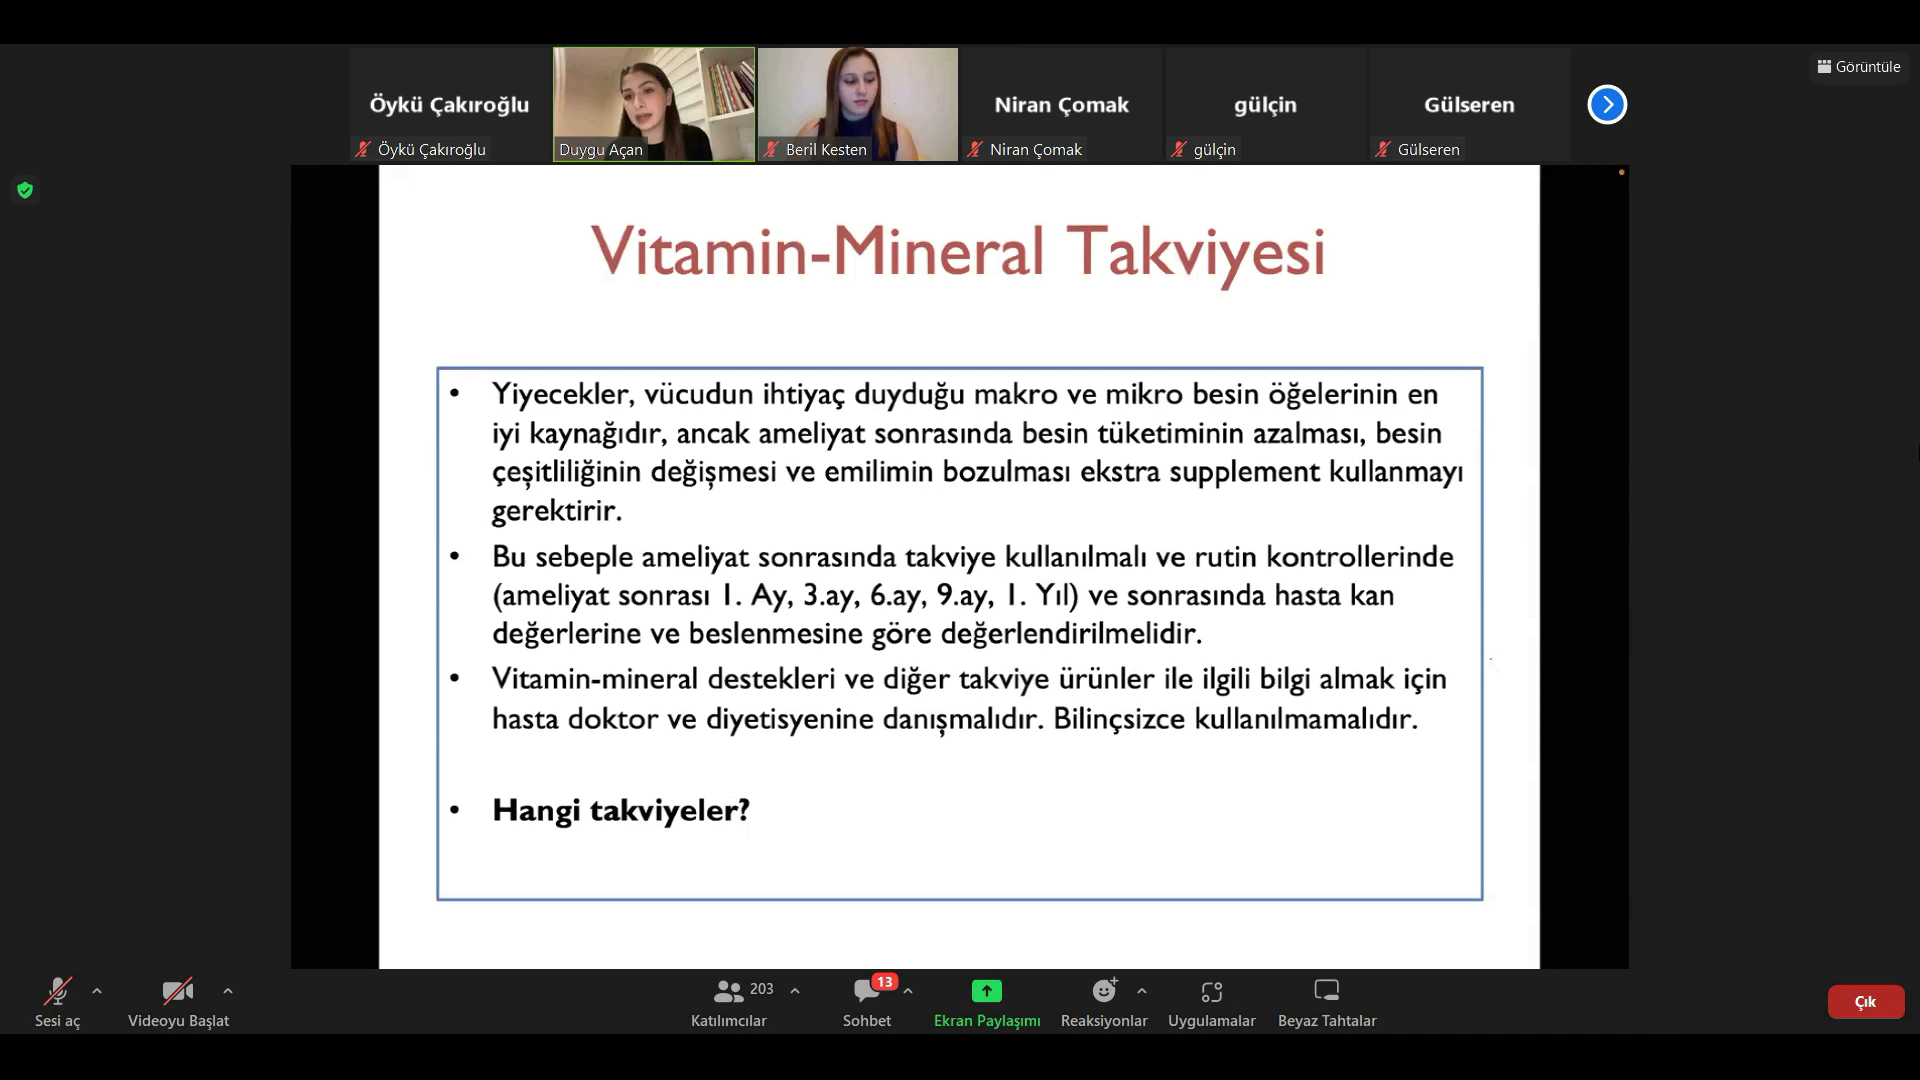 Görüntüle
Öykü Çakıroğlu
Niran Çomak
gülçin
Gülseren
Öykü Çakıroğlu
Duygu Açan
Beril Kesten
Niran Çomak
gülçin
Gülseren
Vitamin-Mineral Takviyesi
• Yiyecekler, vücudun ihtiyaç duyduğu makro ve mikro besin öğelerinin en
iyi kaynağıdır, ancak ameliyat sonrasında besin tüketiminin azalması, besin
çeşitliliğinin değişmesi ve emilimin bozulması ekstra supplement kullanmayı
gerektirir.
• Bu sebeple ameliyat sonrasında takviye kullanılmalı ve rutin kontrollerinde
(ameliyat sonrası 1. Ay, 3.ay, 6.ay, 9.ay, 1. Yıl) ve sonrasında hasta kan
değerlerine ve beslenmesine göre değerlendirilmelidir.
• Vitamin-mineral destekleri ve diğer takviye ürünler ile ilgili bilgi almak için
hasta doktor ve diyetisyenine danışmalıdır. Bilinçsizce kullanılmamalıdır.
• Hangi takviyeler?
203
13
Sesi aç
Videoyu Başlat
Katılımcılar
Sohbet
Ekran Paylaşımı
Reaksiyonlar
Uygulamalar
Beyaz Tahtalar
Çık